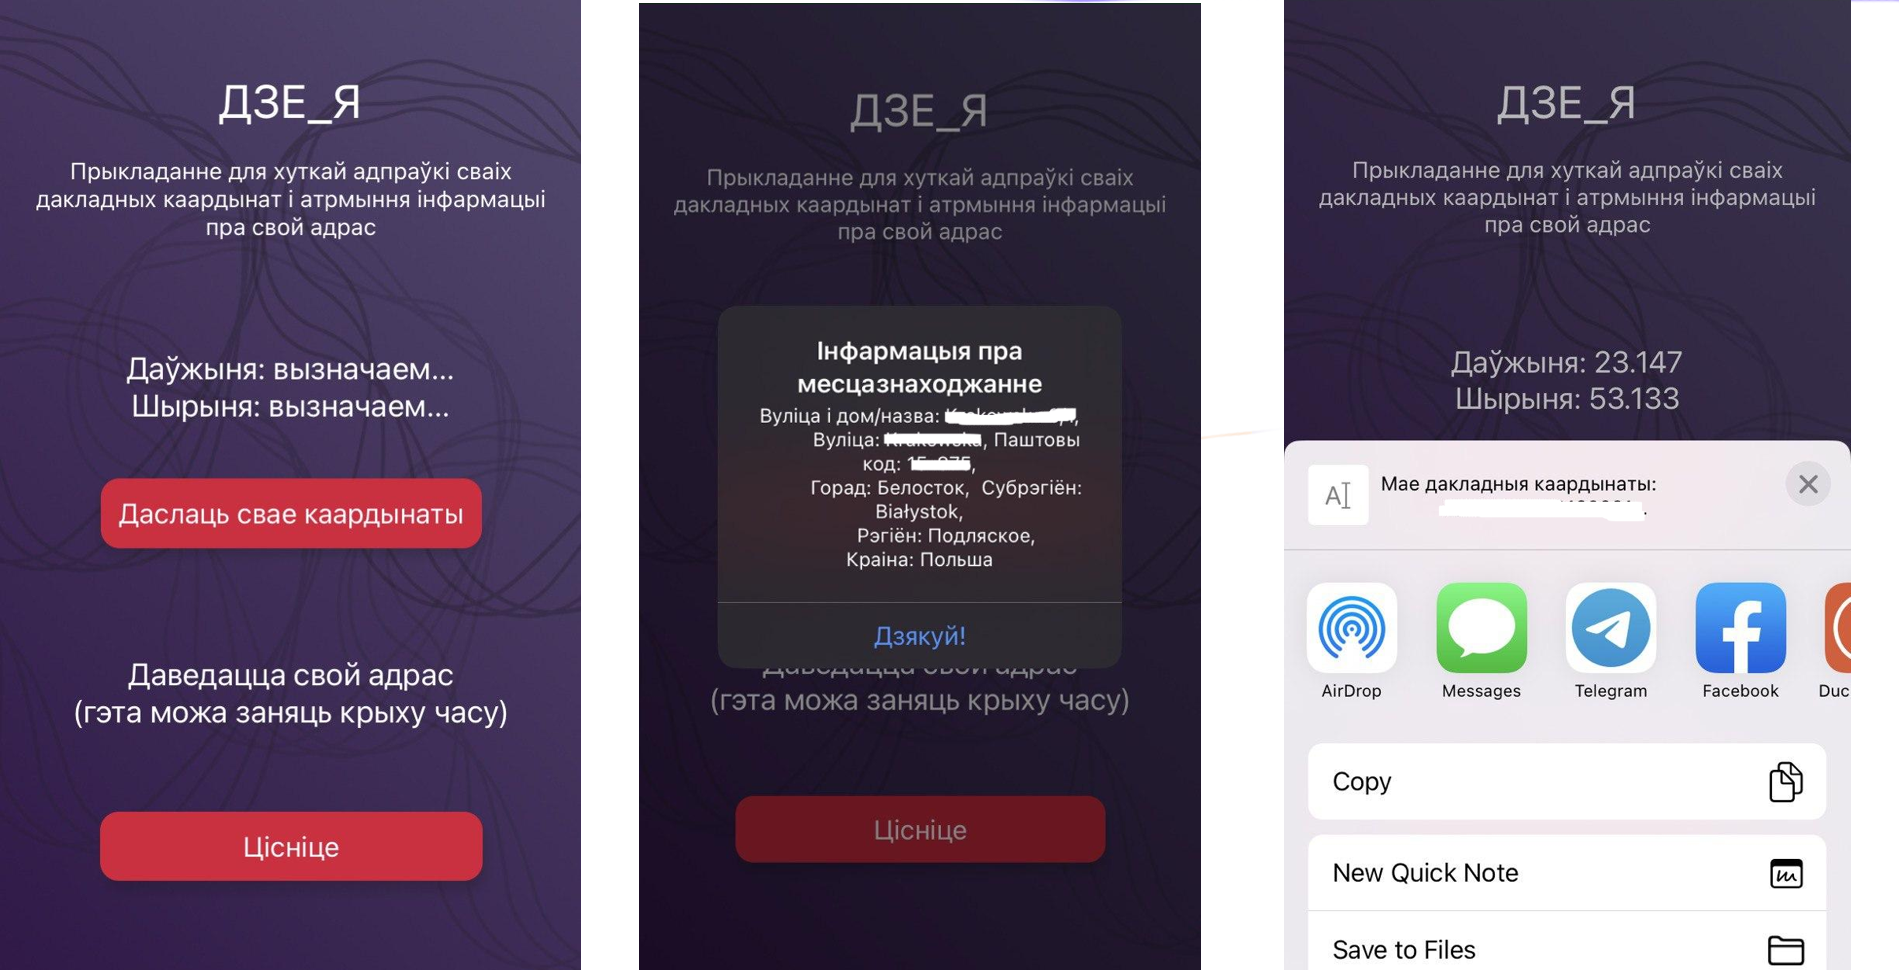 ДЗЕ_Я
Прыкладанне для хуткай адпраўкі сваіх
дакладных каардынат і атрмыння інфармацыі
пра свой адрас
Даўжыня: вызначаем...
Шырыня: вызначаем...
Даслаць свае каардынаты
Даведацца свой адрас
(гэта можа заняць крыху часу)
Цісніце
ДЗЕ_Я
Прыкладанне для хуткай адпраўкі сваіх
дакладных каардынат і атрмыння інфармацыі
пра свой адрас
Інфармацыя пра
месцазнаходжанне
Вуліца і дом/назва:
Вуліца: , Паштовы
код: ,
Горад: Белосток, Субрэгіён:
Białystok,
Рэгіён: Подляское,
Краіна: Польша
Дзякуй!
Даведацца свой адрас
(гэта можа заняць крыху часу)
Цісніце
ДЗЕ_Я
Прыкладанне для хуткай адпраўкі сваіх
дакладных каардынат і атрмыння інфармацыі
пра свой адрас
Даўжыня: 23.147
Шырыня: 53.133
Мае дакладныя каардынаты:
AirDrop
Messages
Telegram
Facebook
Duc
Copy
New Quick Note
Save to Files